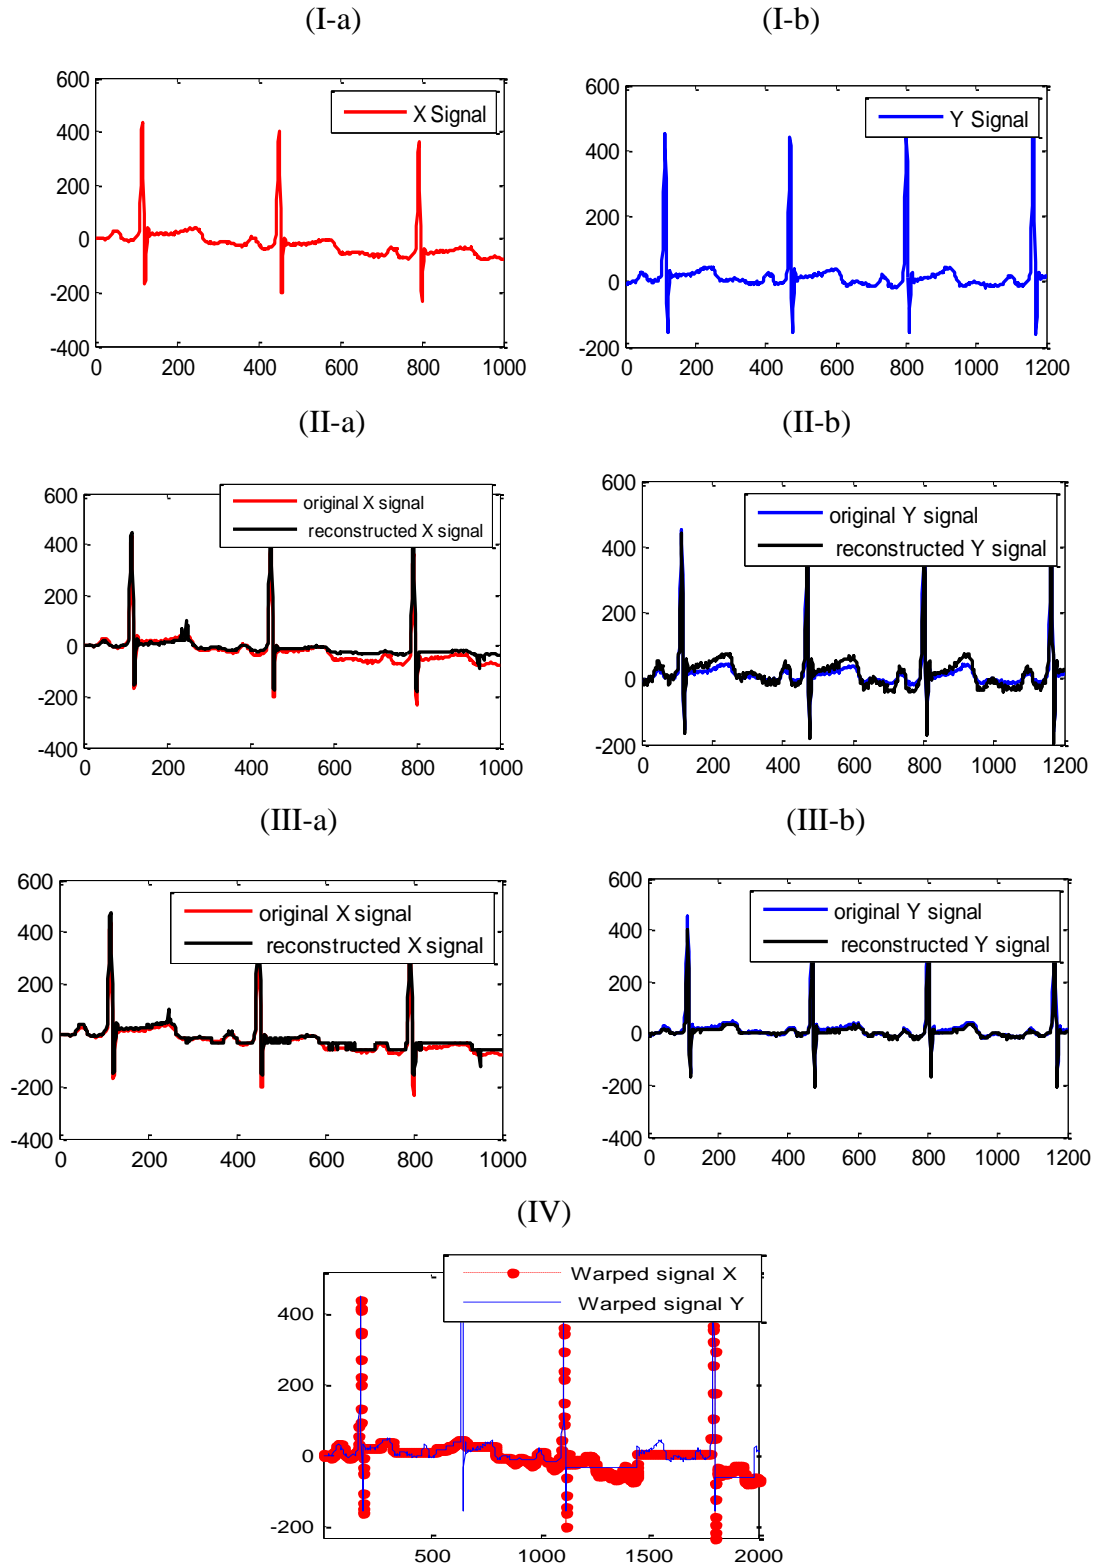 (I-a)
(I-b)
600
400
200
0
-200
-400
0 200 400 600 800 1000
X Signal
600
400
200
0
-200
0 200 400 600 800 1000 1200
Y Signal
(II-a)
(II-b)
600
400
200
0
-200
-400
0 200 400 600 800 1000
original X signal
reconstructed X signal
600
400
200
0
-200
0 200 400 600 800 1000 1200
original Y signal
reconstructed Y signal
(III-a)
(III-b)
600
400
200
0
-200
-400
0 200 400 600 800 1000
original X signal
reconstructed X signal
600
400
200
0
-200
-400
0 200 400 600 800 1000 1200
original Y signal
reconstructed Y signal
(IV)
400
200
0
-200
500 1000 1500 2000
Warped signal X
Warped signal Y